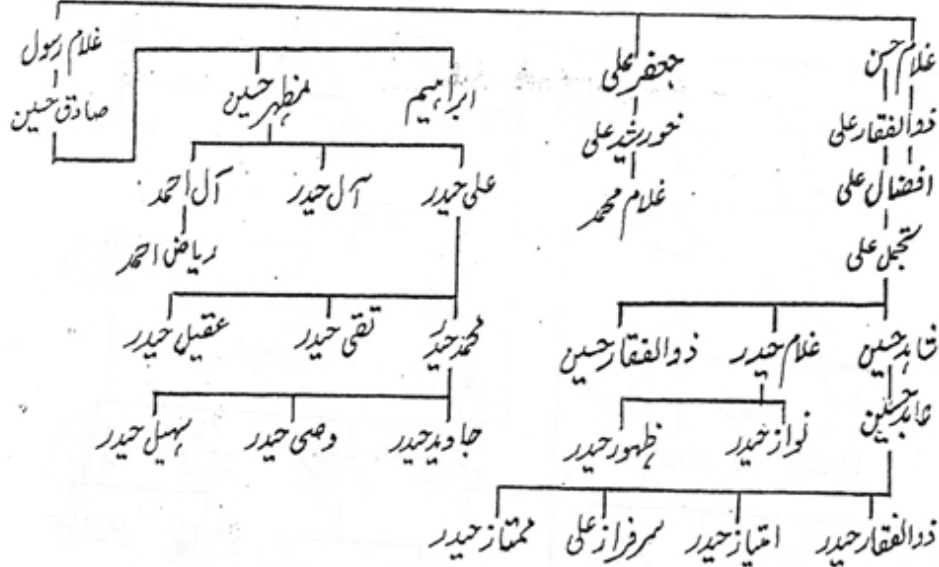 غلام حسن
جعفر علی
غلام رسول
ذوالفقار علی
خورشید علی
ابراہیم
مظہر حسین
صادق حسین
افضال علی
غلام محمد
علی حیدر
آل حیدر
آل احمد
تجمل علی
ریاض احمد
شاہد حسین
غلام حیدر
ذوالفقار حسین
محمد حیدر
تقی حیدر
عقیل حیدر
عابد حسین
نواز حیدر
ظہور حیدر
جاوید حیدر
وصی حیدر
سہیل حیدر
ذوالفقار حیدر
امتیاز حیدر
سرفراز علی
ممتاز حیدر